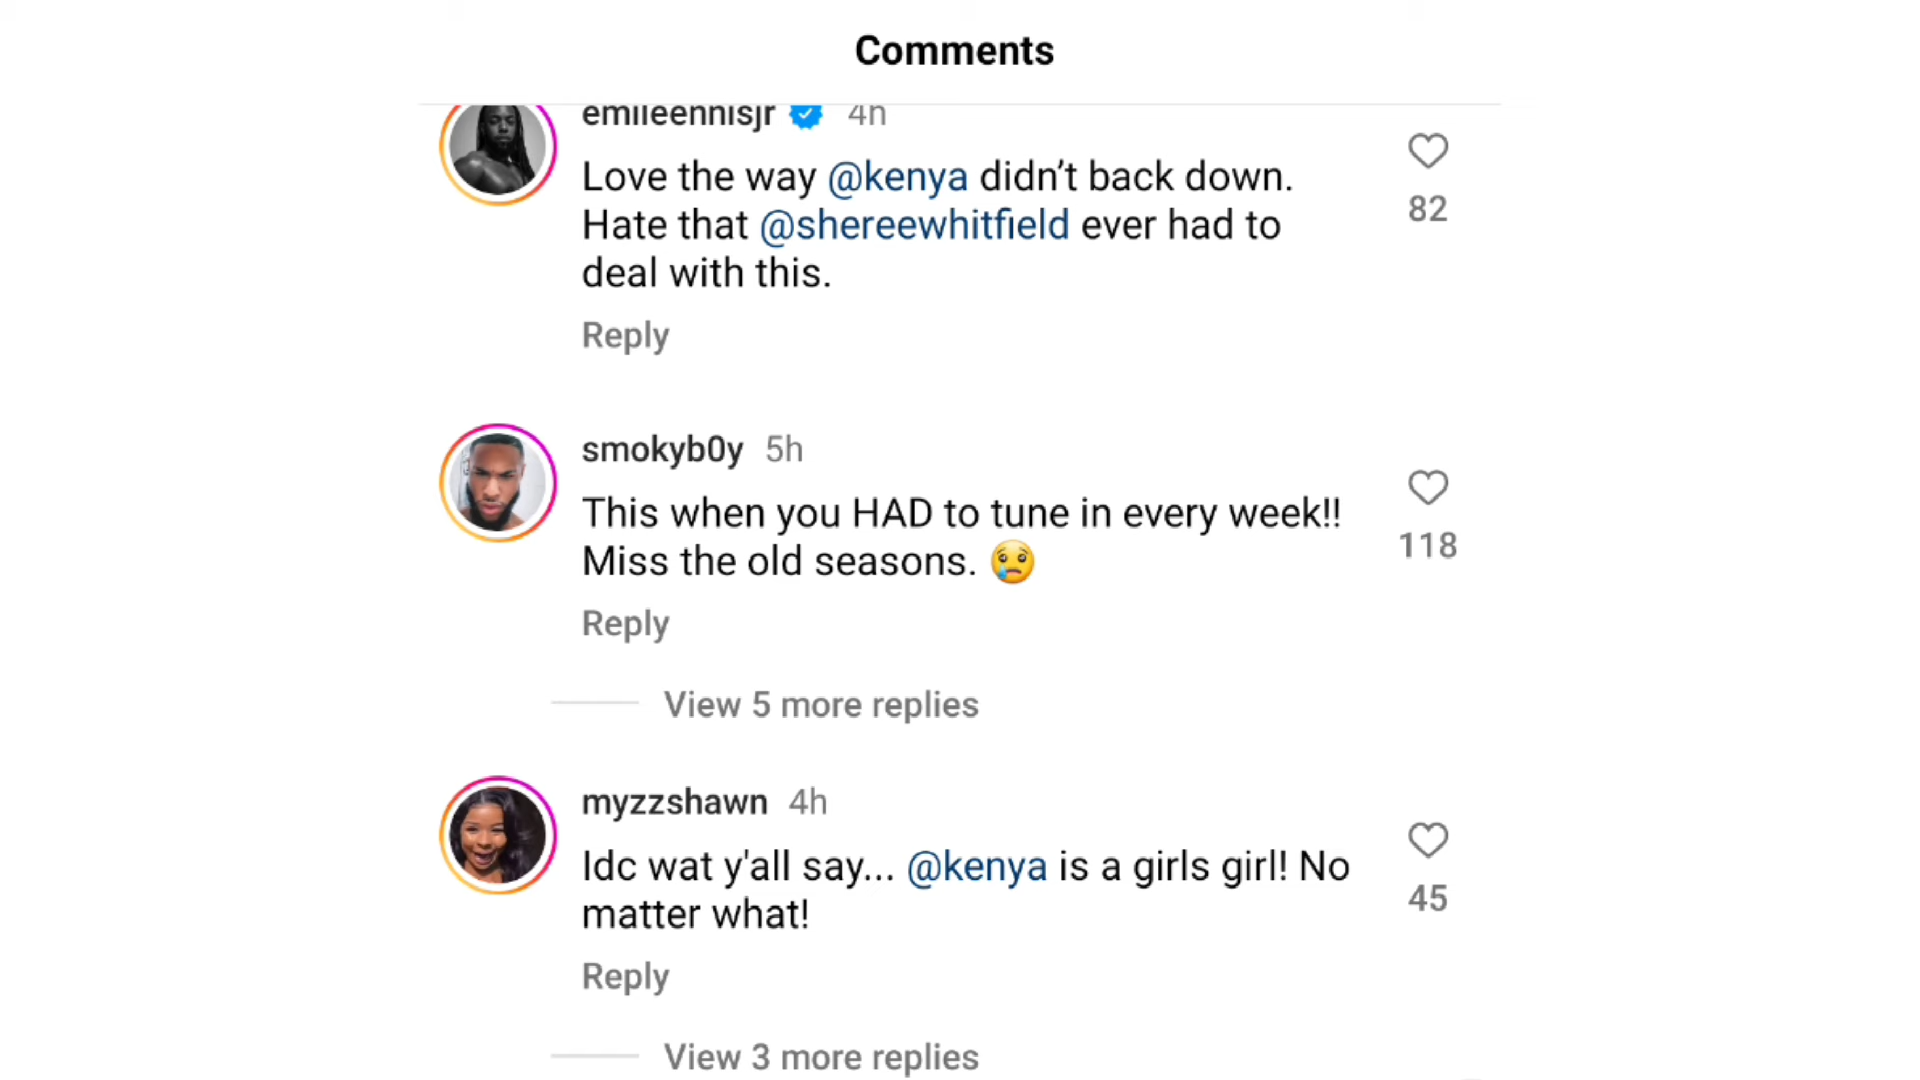 Comments
emileennisjr 4h
Love the way @kenya didn’t back down.
82
Hate that @shereewhitfield ever had to
deal with this.
Reply
smokyb0y 5h
This when you HAD to tune in every week!!
118
Miss the old seasons. 😢
Reply
View 5 more replies
myzzshawn 4h
Idc wat y'all say... @kenya is a girls girl! No
45
matter what!
Reply
View 3 more replies